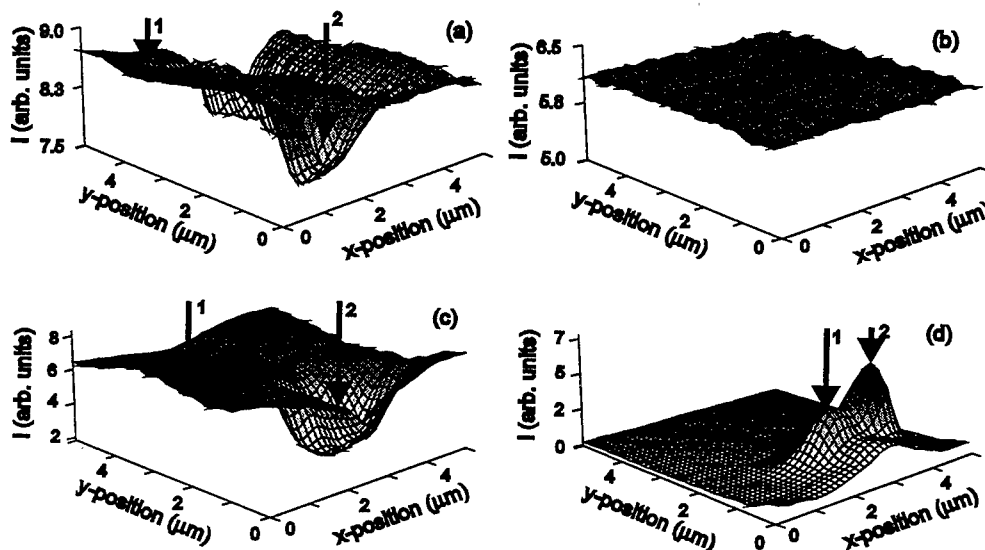 (a)
1
2
9.0
8.3
7.5
I (arb. units)
4
2
0
y-position (μm)
0
2
4
x-position (μm)
(b)
6.5
5.8
5.0
I (arb. units)
4
2
0
y-position (μm)
0
2
4
x-position (μm)
(c)
1
2
8
6
4
2
I (arb. units)
4
2
0
y-position (μm)
0
2
4
x-position (μm)
(d)
1
2
7
5
2
0
I (arb. units)
4
2
0
y-position (μm)
0
2
4
x-position (μm)